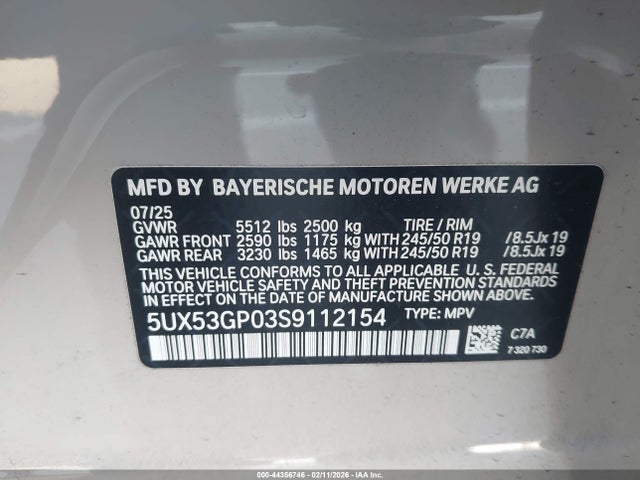 MFD BY BAYERISCHE MOTOREN WERKE AG
07/25
GVWR 5512 lbs 2500 kg TIRE / RIM
GAWR FRONT 2590 lbs 1175 kg WITH 245/50 R19 /8.5Jx19
GAWR REAR 3230 lbs 1465 kg WITH 245/50 R19 /8.5Jx19
THIS VEHICLE CONFORMS TO ALL APPLICABLE U. S. FEDERAL
MOTOR VEHICLE SAFETY AND THEFT PREVENTION STANDARDS
IN EFFECT ON THE DATE OF MANUFACTURE SHOWN ABOVE.
5UX53GP03S9112154 TYPE: MPV
C7A
7 320 730
000-44356746 - 02/11/2026 - COPYRIGHT IAA, LLC